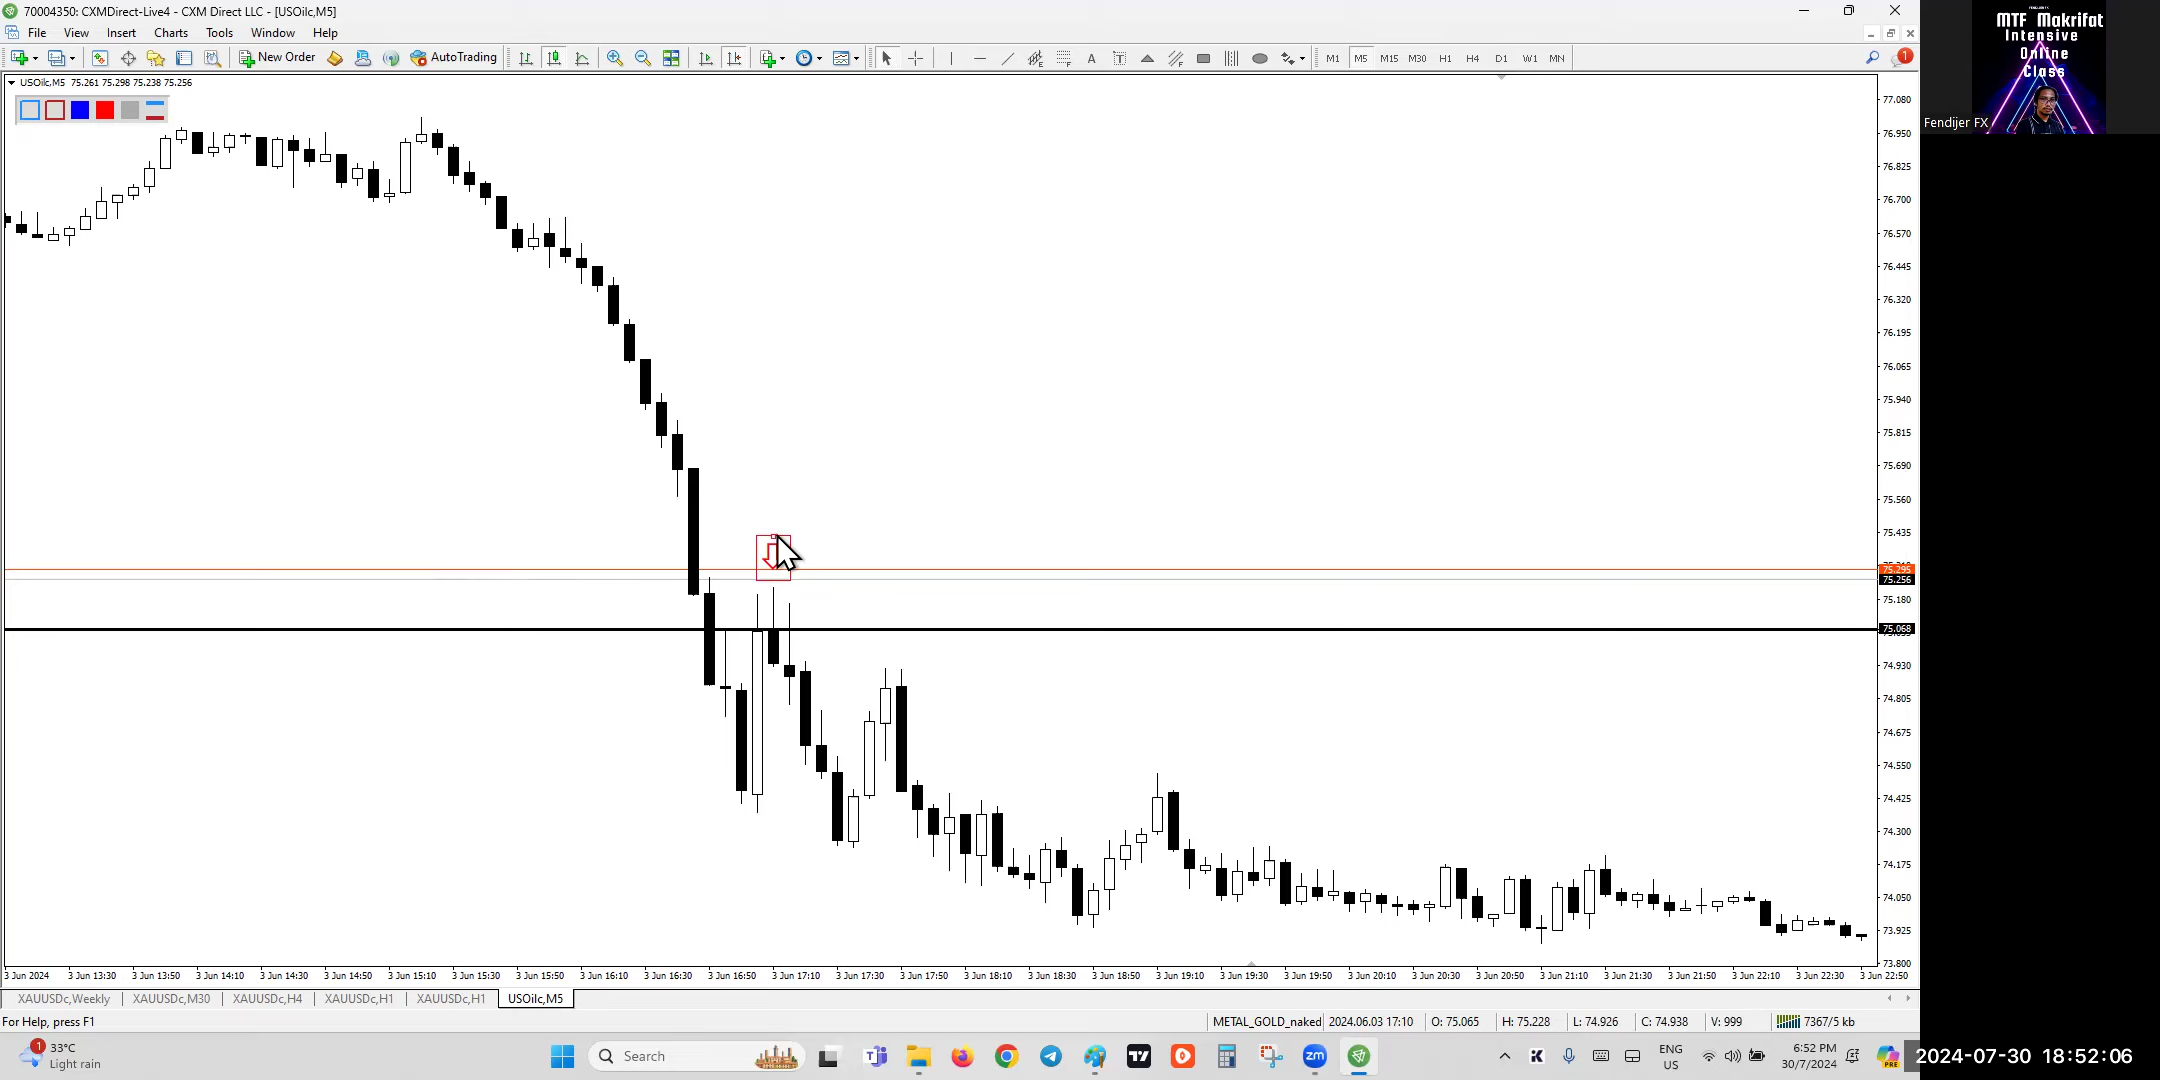 70004350: CXMDirect-Live4 - CXM Direct LLC - [USOilc,M5]
File View Insert Charts Tools Window Help
New Order AutoTrading A T M1 M5 M15 M30 H1 H4 D1 W1 MN 1
USOilc,M5 75.261 75.298 75.238 75.256
77.080
76.950
76.825
76.700
76.570
76.445
76.320
76.195
76.065
75.940
75.815
75.690
75.560
75.435
75.295
75.256
75.180
75.068
74.930
74.805
74.675
74.550
74.425
74.300
74.175
74.050
73.925
73.800
3 Jun 2024 3 Jun 13:30 3 Jun 13:50 3 Jun 14:10 3 Jun 14:30 3 Jun 14:50 3 Jun 15:10 3 Jun 15:30 3 Jun 15:50 3 Jun 16:10 3 Jun 16:30 3 Jun 16:50 3 Jun 17:10 3 Jun 17:30 3 Jun 17:50 3 Jun 18:10 3 Jun 18:30 3 Jun 18:50 3 Jun 19:10 3 Jun 19:30 3 Jun 19:50 3 Jun 20:10 3 Jun 20:30 3 Jun 20:50 3 Jun 21:10 3 Jun 21:30 3 Jun 21:50 3 Jun 22:10 3 Jun 22:30 3 Jun 22:50
XAUUSDc,Weekly XAUUSDc,M30 XAUUSDc,H4 XAUUSDc,H1 XAUUSDc,H1 USOilc,M5
For Help, press F1 METAL_GOLD_naked 2024.06.03 17:10 O: 75.065 H: 75.228 L: 74.926 C: 74.938 V: 999 7367/5 kb
1
33°C
Light rain
Search
zm
K
ENG
US
6:52 PM
30/7/2024
PRE
2024-07-30 18:52:06
MTF Makrifat
Intensive
Online
Class
Fendijer FX